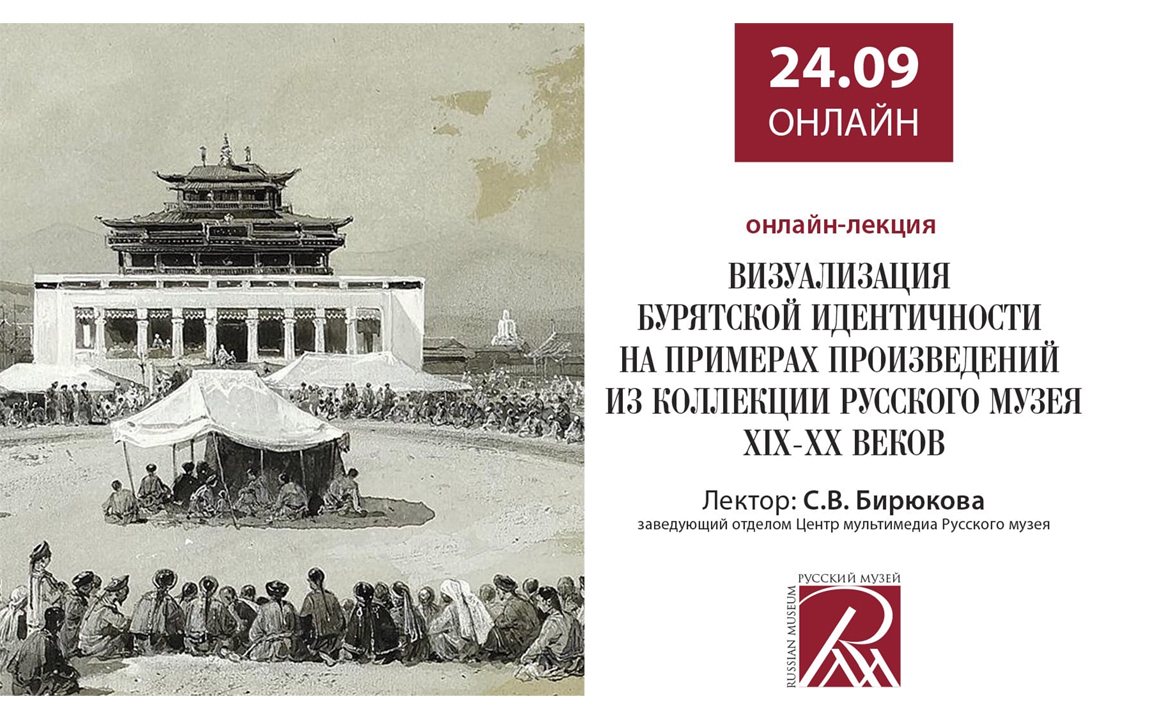 24.09
ОНЛАЙН
онлайн-лекция
ВИЗУАЛИЗАЦИЯ
БУРЯТСКОЙ ИДЕНТИЧНОСТИ
НА ПРИМЕРАХ ПРОИЗВЕДЕНИЙ
ИЗ КОЛЛЕКЦИИ РУССКОГО МУЗЕЯ
XIX-XX ВЕКОВ
Лектор: С.В. Бирюкова
заведующий отделом Центр мультимедиа Русского музея
РУССКИЙ МУЗЕЙ
RUSSIAN MUSEUM